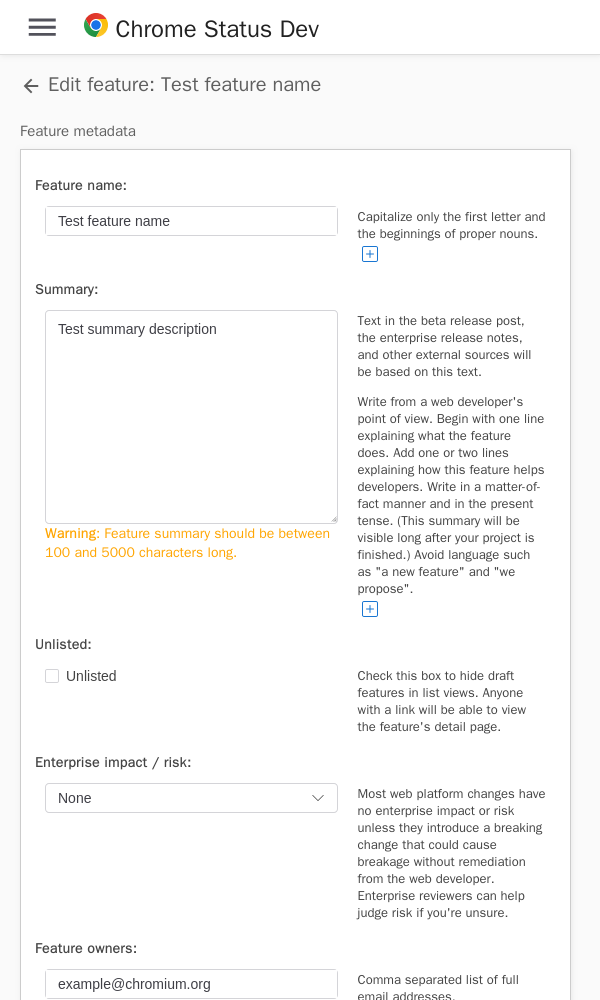 Chrome Status Dev
Edit feature: Test feature name
Feature metadata
Feature name:
Test feature name
Capitalize only the first letter and
the beginnings of proper nouns.
Summary:
Test summary description
Warning: Feature summary should be between
100 and 5000 characters long.
Text in the beta release post,
the enterprise release notes,
and other external sources will
be based on this text.
Write from a web developer's
point of view. Begin with one line
explaining what the feature
does. Add one or two lines
explaining how this feature helps
developers. Write in a matter-of-
fact manner and in the present
tense. (This summary will be
visible long after your project is
finished.) Avoid language such
as "a new feature" and "we
propose".
Unlisted:
Unlisted
Check this box to hide draft
features in list views. Anyone
with a link will be able to view
the feature's detail page.
Enterprise impact / risk:
None
Most web platform changes have
no enterprise impact or risk
unless they introduce a breaking
change that could cause
breakage without remediation
from the web developer.
Enterprise reviewers can help
judge risk if you're unsure.
Feature owners:
example@chromium.org
Comma separated list of full
email addresses.